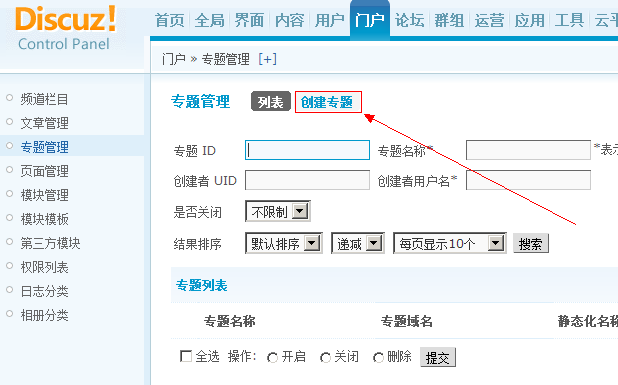 Discuz!
Control Panel
首页 全局 界面 内容 用户 门户 论坛 群组 运营 应用 工具 云平
门户 » 专题管理 [+]
频道栏目
文章管理
专题管理
页面管理
模块管理
模块模板
第三方模块
权限列表
日志分类
相册分类
专题管理 列表 创建专题
专题 ID 专题名称* *表示
创建者 UID 创建者用户名*
是否关闭 不限制
结果排序 默认排序 递减 每页显示10个 搜索
专题列表
专题名称 专题域名 静态化名称
全选 操作: 开启 关闭 删除 提交